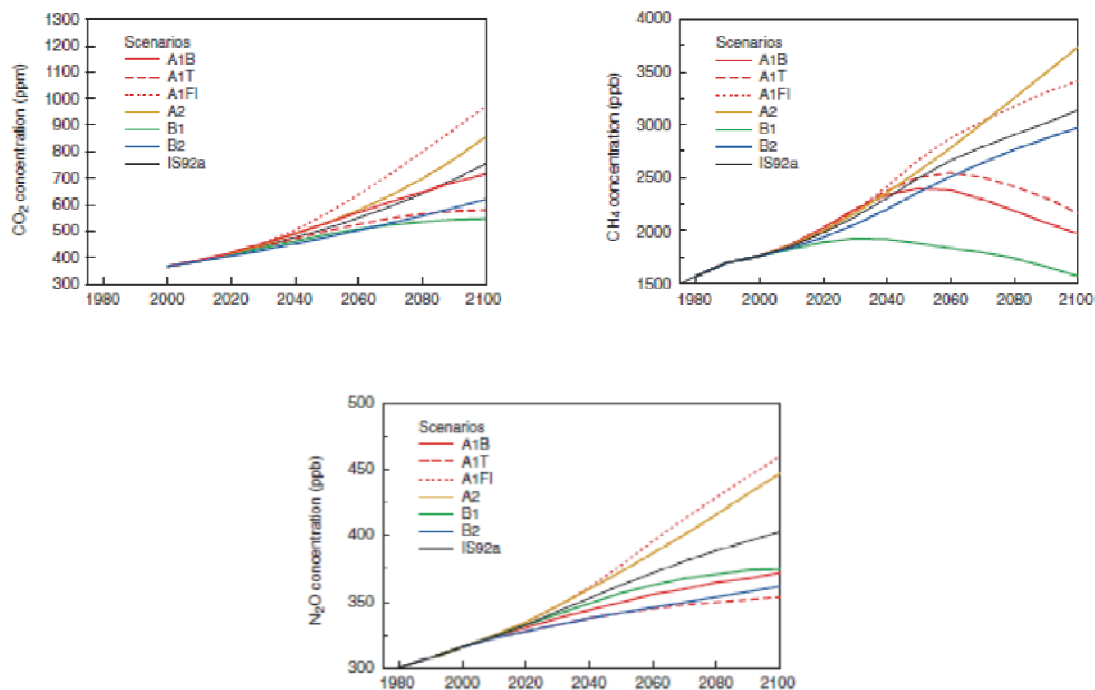 1300
1200
1100
1000
900
800
700
600
500
400
300
CO2 concentration (ppm)
Scenarios
A1B
A1T
A1FI
A2
B1
B2
IS92a
1980 2000 2020 2040 2060 2080 2100
4000
3500
3000
2500
2000
1500
CH4 concentration (ppb)
Scenarios
A1B
A1T
A1FI
A2
B1
B2
IS92a
1980 2000 2020 2040 2060 2080 2100
500
450
400
350
300
N2O concentration (ppb)
Scenarios
A1B
A1T
A1FI
A2
B1
B2
IS92a
1980 2000 2020 2040 2060 2080 2100